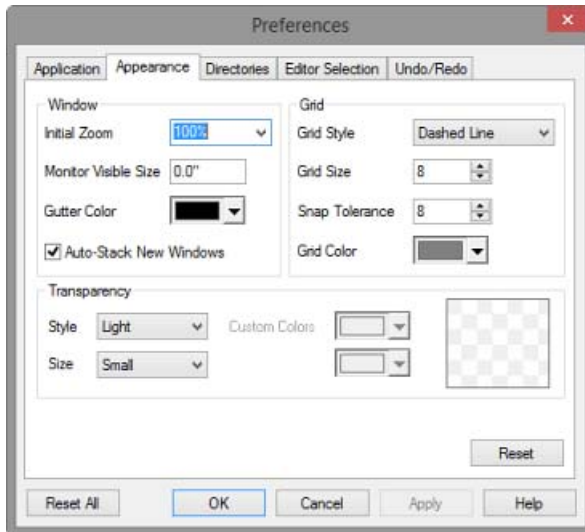 Preferences
Application Appearance Directories Editor Selection Undo/Redo
Window
Initial Zoom 100%
Monitor Visible Size 0.0"
Gutter Color
Auto-Stack New Windows
Grid
Grid Style Dashed Line
Grid Size 8
Snap Tolerance 8
Grid Color
Transparency
Style Light Custom Colors
Size Small
Reset
Reset All OK Cancel Apply Help